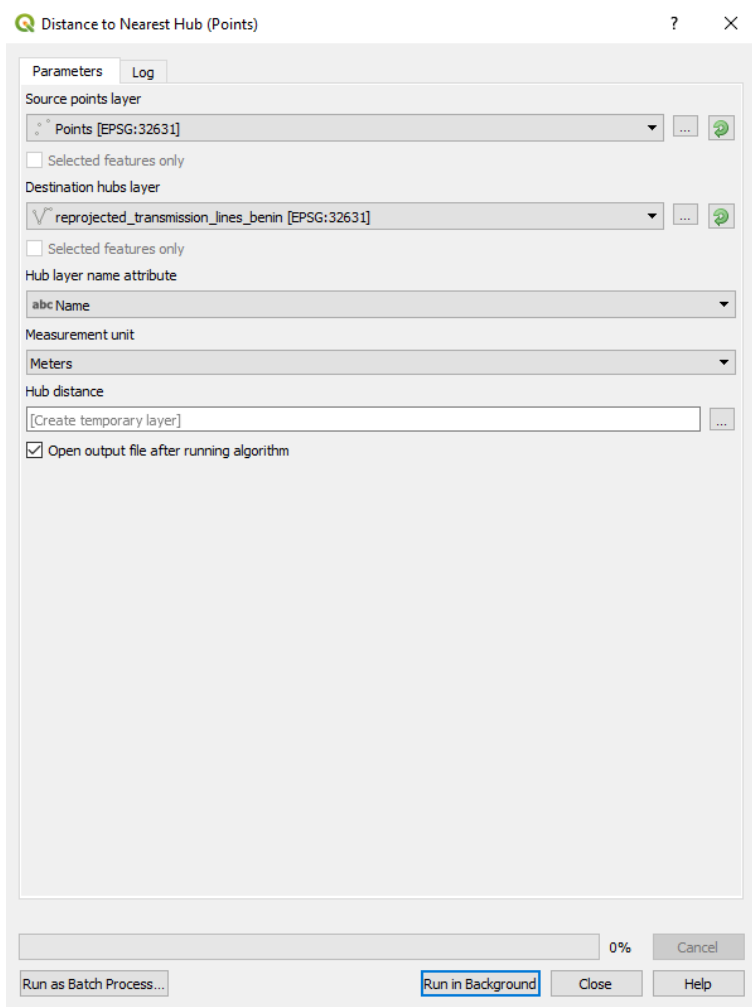 Distance to Nearest Hub (Points)
?
Parameters
Log
Source points layer
Points [EPSG:32631]
...
Selected features only
Destination hubs layer
reprojected_transmission_lines_benin [EPSG:32631]
...
Selected features only
Hub layer name attribute
abc Name
Measurement unit
Meters
Hub distance
[Create temporary layer]
...
Open output file after running algorithm
0%
Cancel
Run as Batch Process...
Run in Background
Close
Help